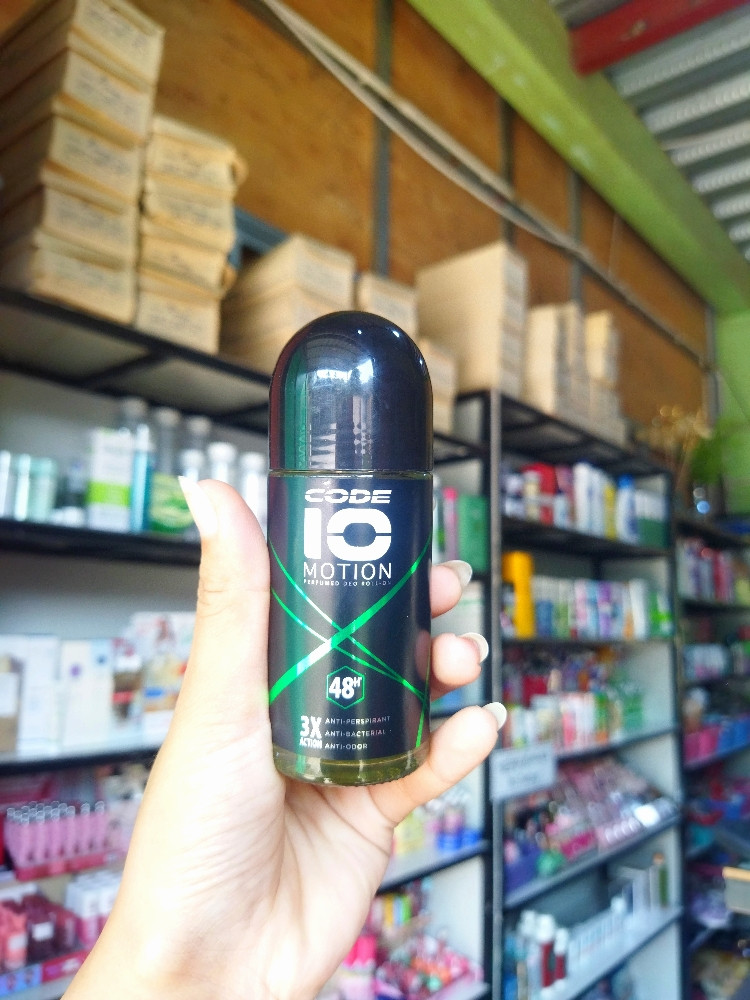 CODE
10
MOTION
PERFUMED DEO ROLL-ON
48H
3X
ACTION
ANTI-PERSPIRANT
ANTI-BACTERIAL
ANTI-ODOR